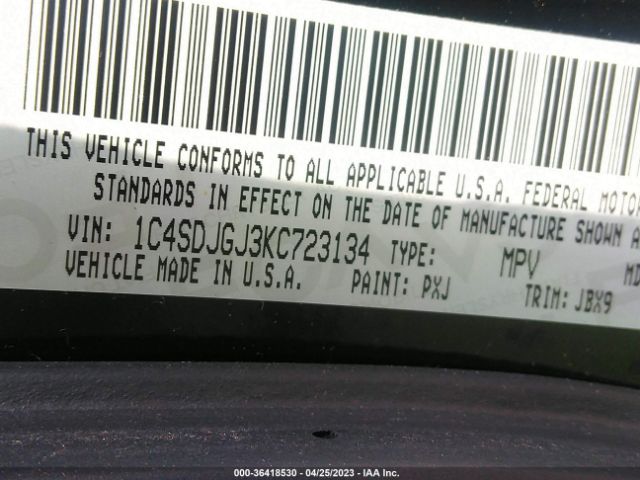 THIS VEHICLE CONFORMS TO ALL APPLICABLE U.S.A. FEDERAL MOTOR
STANDARDS IN EFFECT ON THE DATE OF MANUFACTURE SHOWN A
VIN: 1C4SDJGJ3KC723134 TYPE: MPV MD
VEHICLE MADE IN U.S.A. PAINT: PXJ TRIM: JBX9
000-36418530 - 04/25/2023 - IAA Inc.